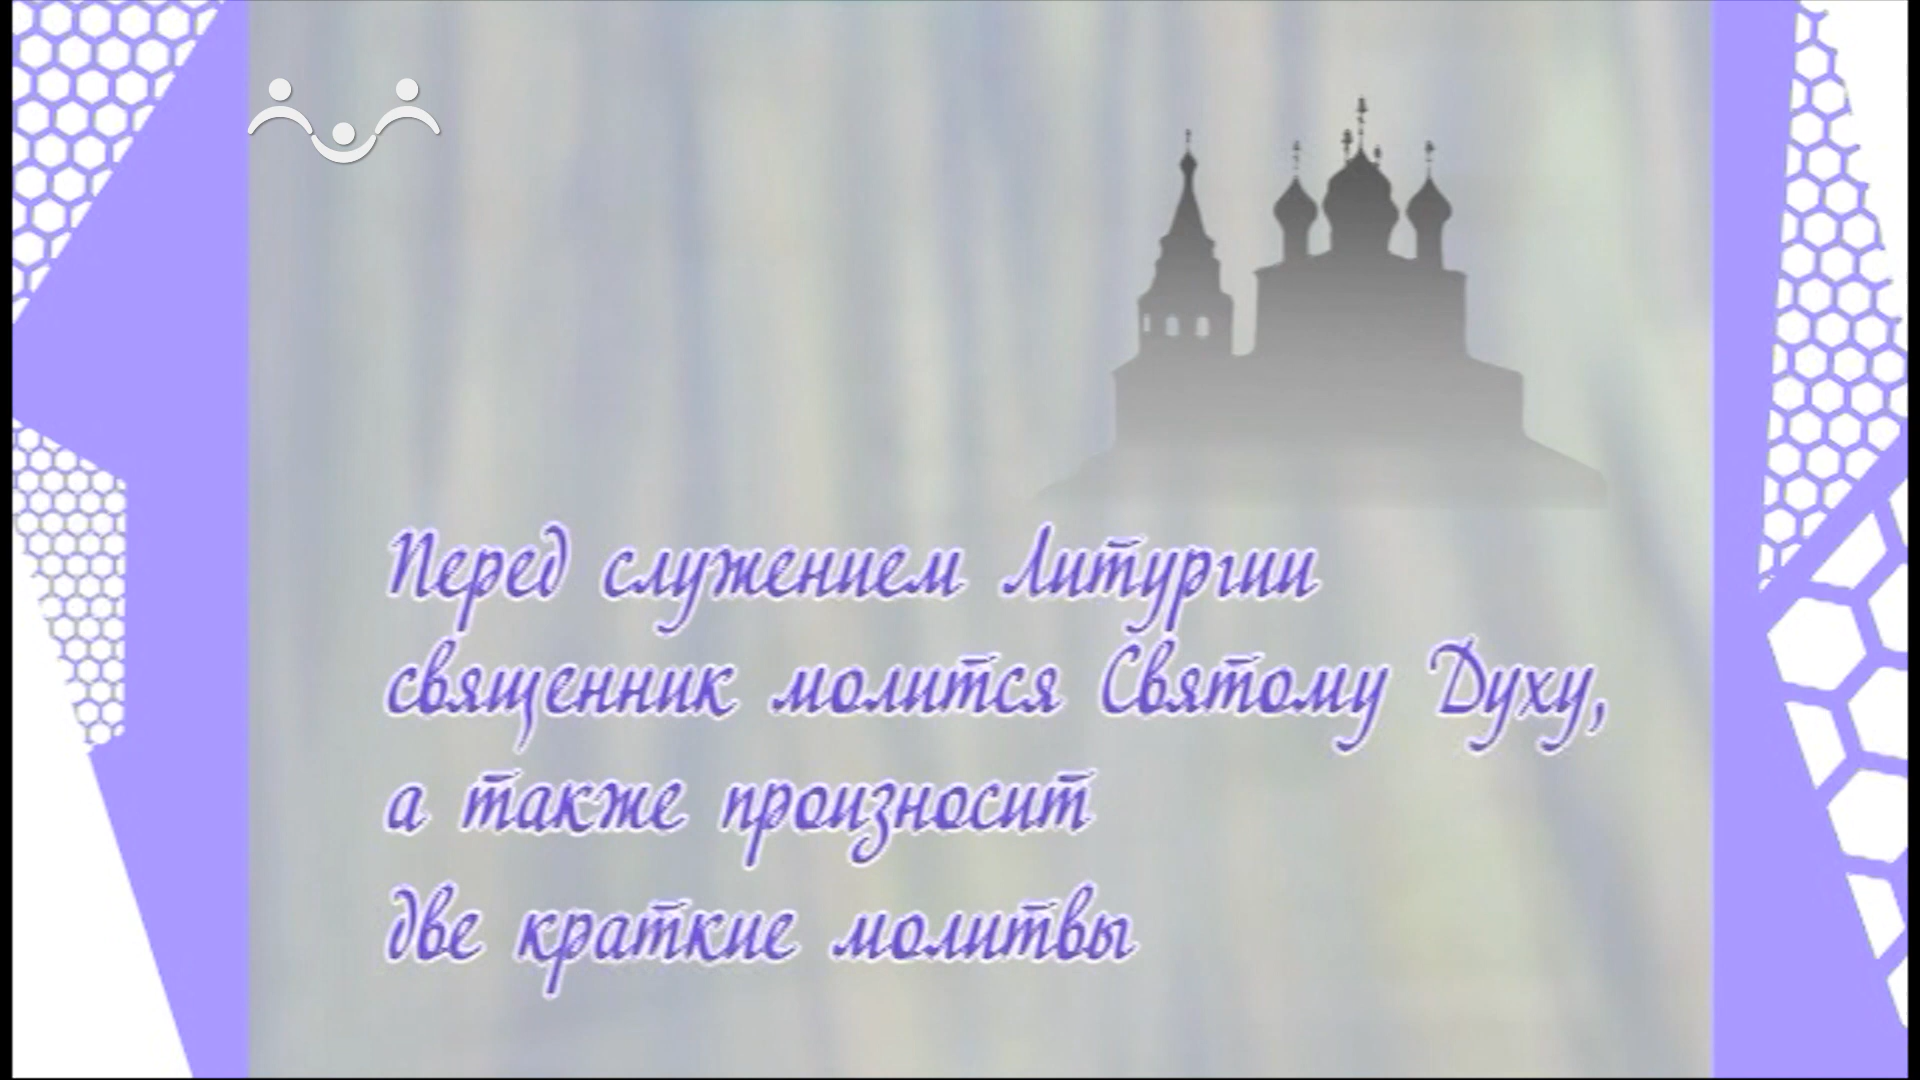 Перед служением Литургии
священник молится Святому Духу,
а также произносит
две краткие молитвы